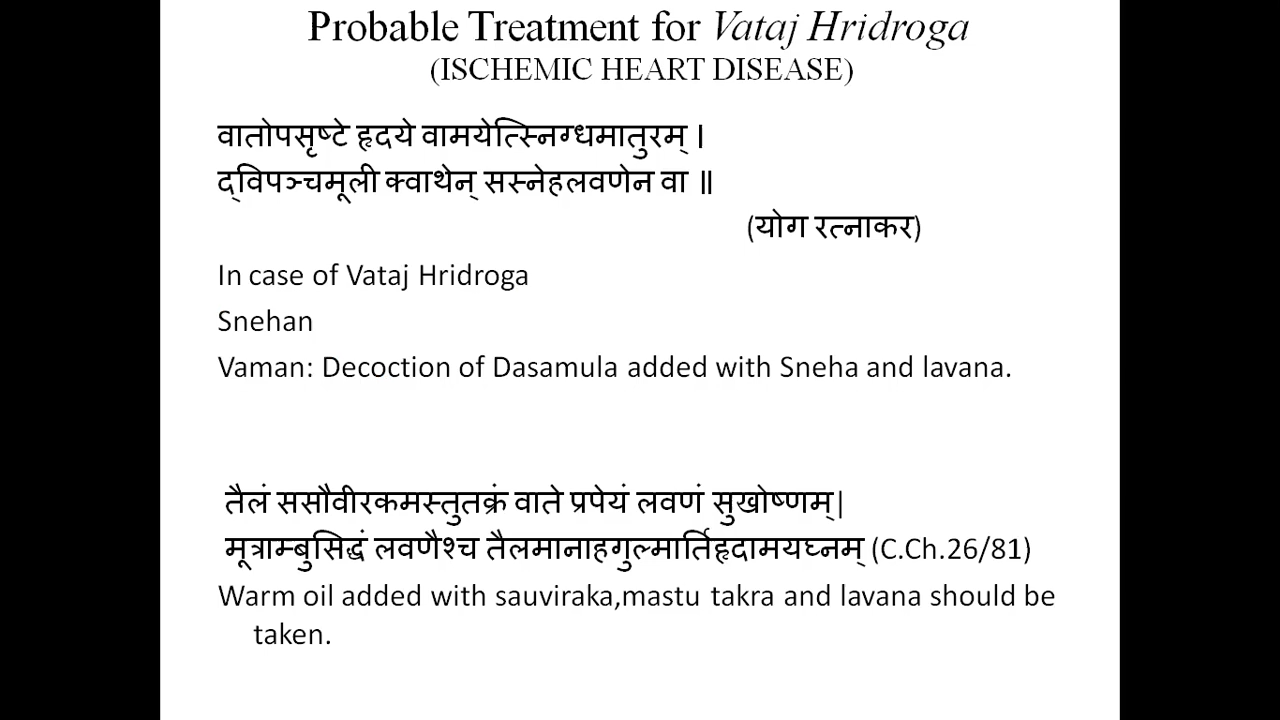 Probable Treatment for Vataj Hridroga
(ISCHEMIC HEART DISEASE)
वातोपसृष्टे हृदये वामयेत्स्निग्धमातुरम् ।
द्विपञ्चमूली क्वाथेन् सस्नेहलवणेन वा ॥
(योग रत्नाकर)
In case of Vataj Hridroga
Snehan
Vaman: Decoction of Dasamula added with Sneha and lavana.
तैलं ससौवीरकमस्तुतक्रं वाते प्रपेयं लवणं सुखोष्णम्|
मूत्राम्बुसिद्धं लवणैश्च तैलमानाहगुल्मार्तिहृदामयघ्नम् (C.Ch.26/81)
Warm oil added with sauviraka,mastu takra and lavana should be
taken.